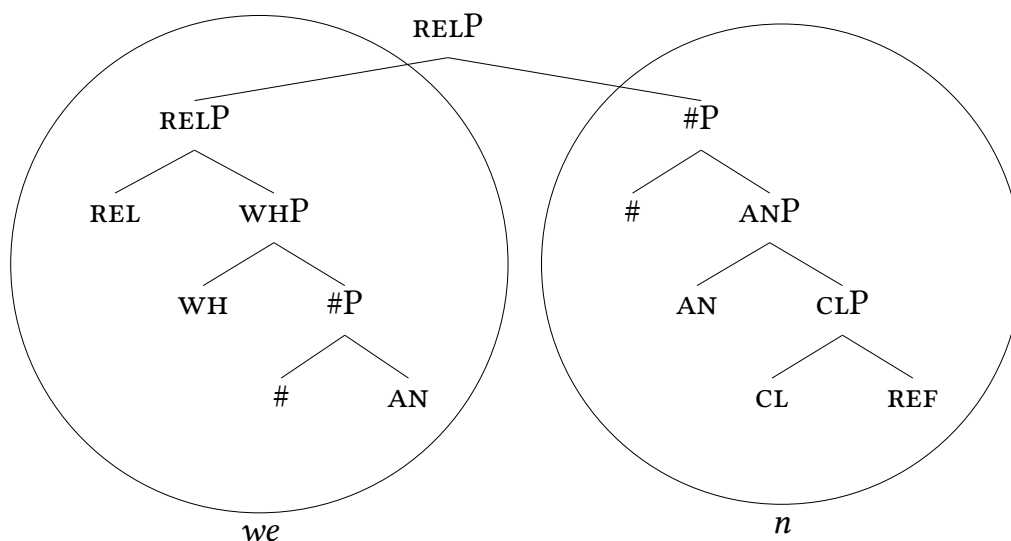 RELP
RELP #P
REL WHP # ANP
WH #P AN CLP
# AN CL REF
we n